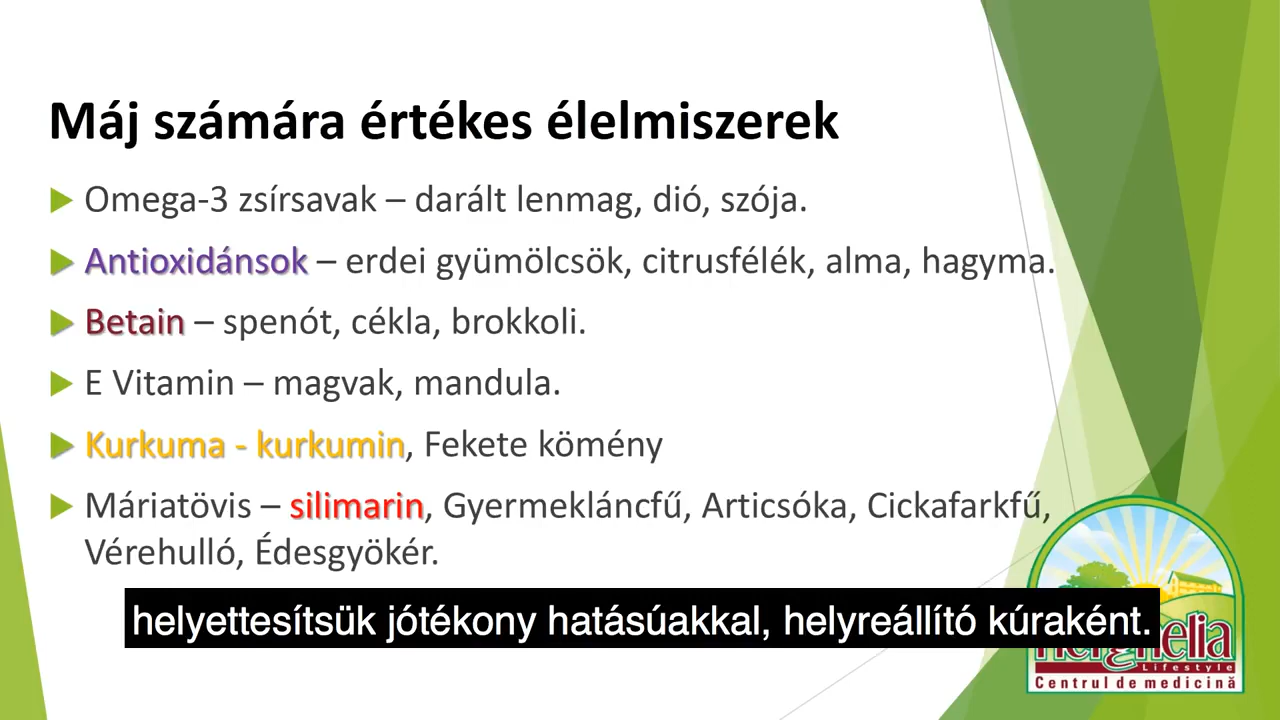 Máj számára értékes élelmiszerek
Omega-3 zsírsavak – darált lenmag, dió, szója.
Antioxidánsok – erdei gyümölcsök, citrusfélék, alma, hagyma.
Betain – spenót, cékla, brokkoli.
E Vitamin – magvak, mandula.
Kurkuma - kurkumin, Fekete kömény
Máriatövis – silimarin, Gyermekláncfű, Articsóka, Cickafarkfű,
Vérehulló, Édesgyökér.
helyettesítsük jótékony hatásúakkal, helyreállító kúraként.
Lifestyle
Centrul de medicină